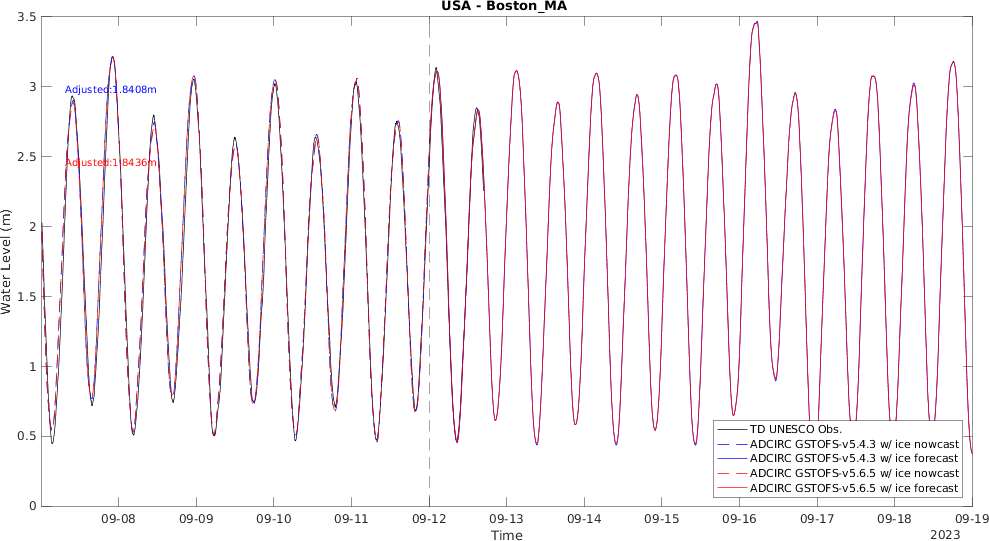 USA - Boston_MA
3.5
3
2.5
2
1.5
1
0.5
0
Water Level (m)
Adjusted:1.8408m
Adjusted:1.8436m
TD UNESCO Obs.
ADCIRC GSTOFS-v5.4.3 w/ ice nowcast
ADCIRC GSTOFS-v5.4.3 w/ ice forecast
ADCIRC GSTOFS-v5.6.5 w/ ice nowcast
ADCIRC GSTOFS-v5.6.5 w/ ice forecast
09-08 09-09 09-10 09-11 09-12 09-13 09-14 09-15 09-16 09-17 09-18 09-19
Time
2023